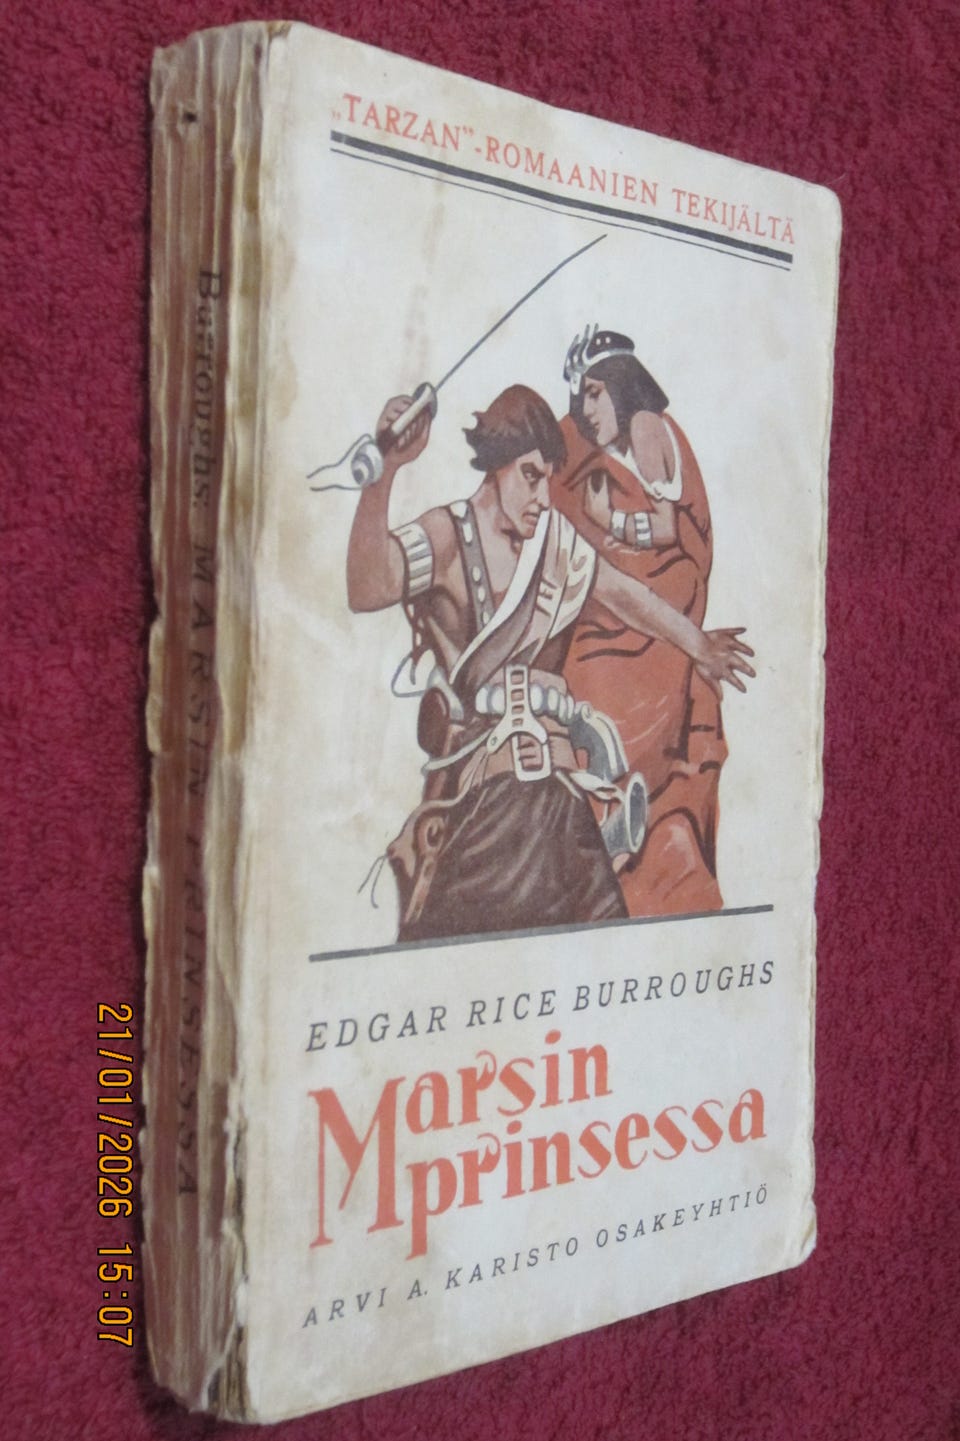 „TARZAN”-ROMAANIEN TEKIJÄLTÄ
EDGAR RICE BURROUGHS
Marsin
prinsessa
ARVI A. KARISTO OSAKEYHTIÖ
Burroughs: MARSIN PRINSESSA
21/01/2026 15:07